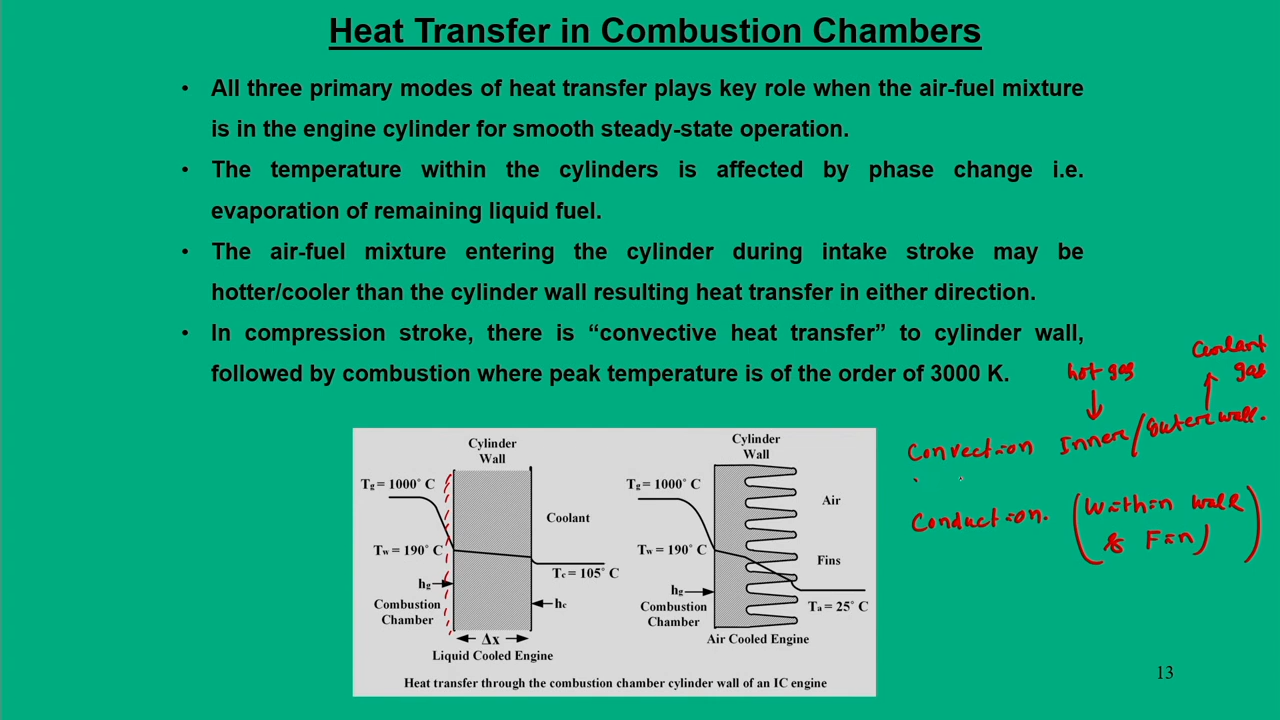 Heat Transfer in Combustion Chambers
• All three primary modes of heat transfer plays key role when the air-fuel mixture
is in the engine cylinder for smooth steady-state operation.
• The temperature within the cylinders is affected by phase change i.e.
evaporation of remaining liquid fuel.
• The air-fuel mixture entering the cylinder during intake stroke may be
hotter/cooler than the cylinder wall resulting heat transfer in either direction.
• In compression stroke, there is “convective heat transfer” to cylinder wall,
followed by combustion where peak temperature is of the order of 3000 K.
coolant
hot gas gas
Convection Inner/outer wall.
Conduction. (Within wall
& Fin)
Cylinder
Wall
Tg = 1000° C
Coolant
Tw = 190° C
Tc = 105° C
hg
hc
Combustion
Chamber
Δx
Liquid Cooled Engine
Cylinder
Wall
Tg = 1000° C
Air
Tw = 190° C
Fins
hg
Combustion
Chamber
Ta = 25° C
Air Cooled Engine
Heat transfer through the combustion chamber cylinder wall of an IC engine
13